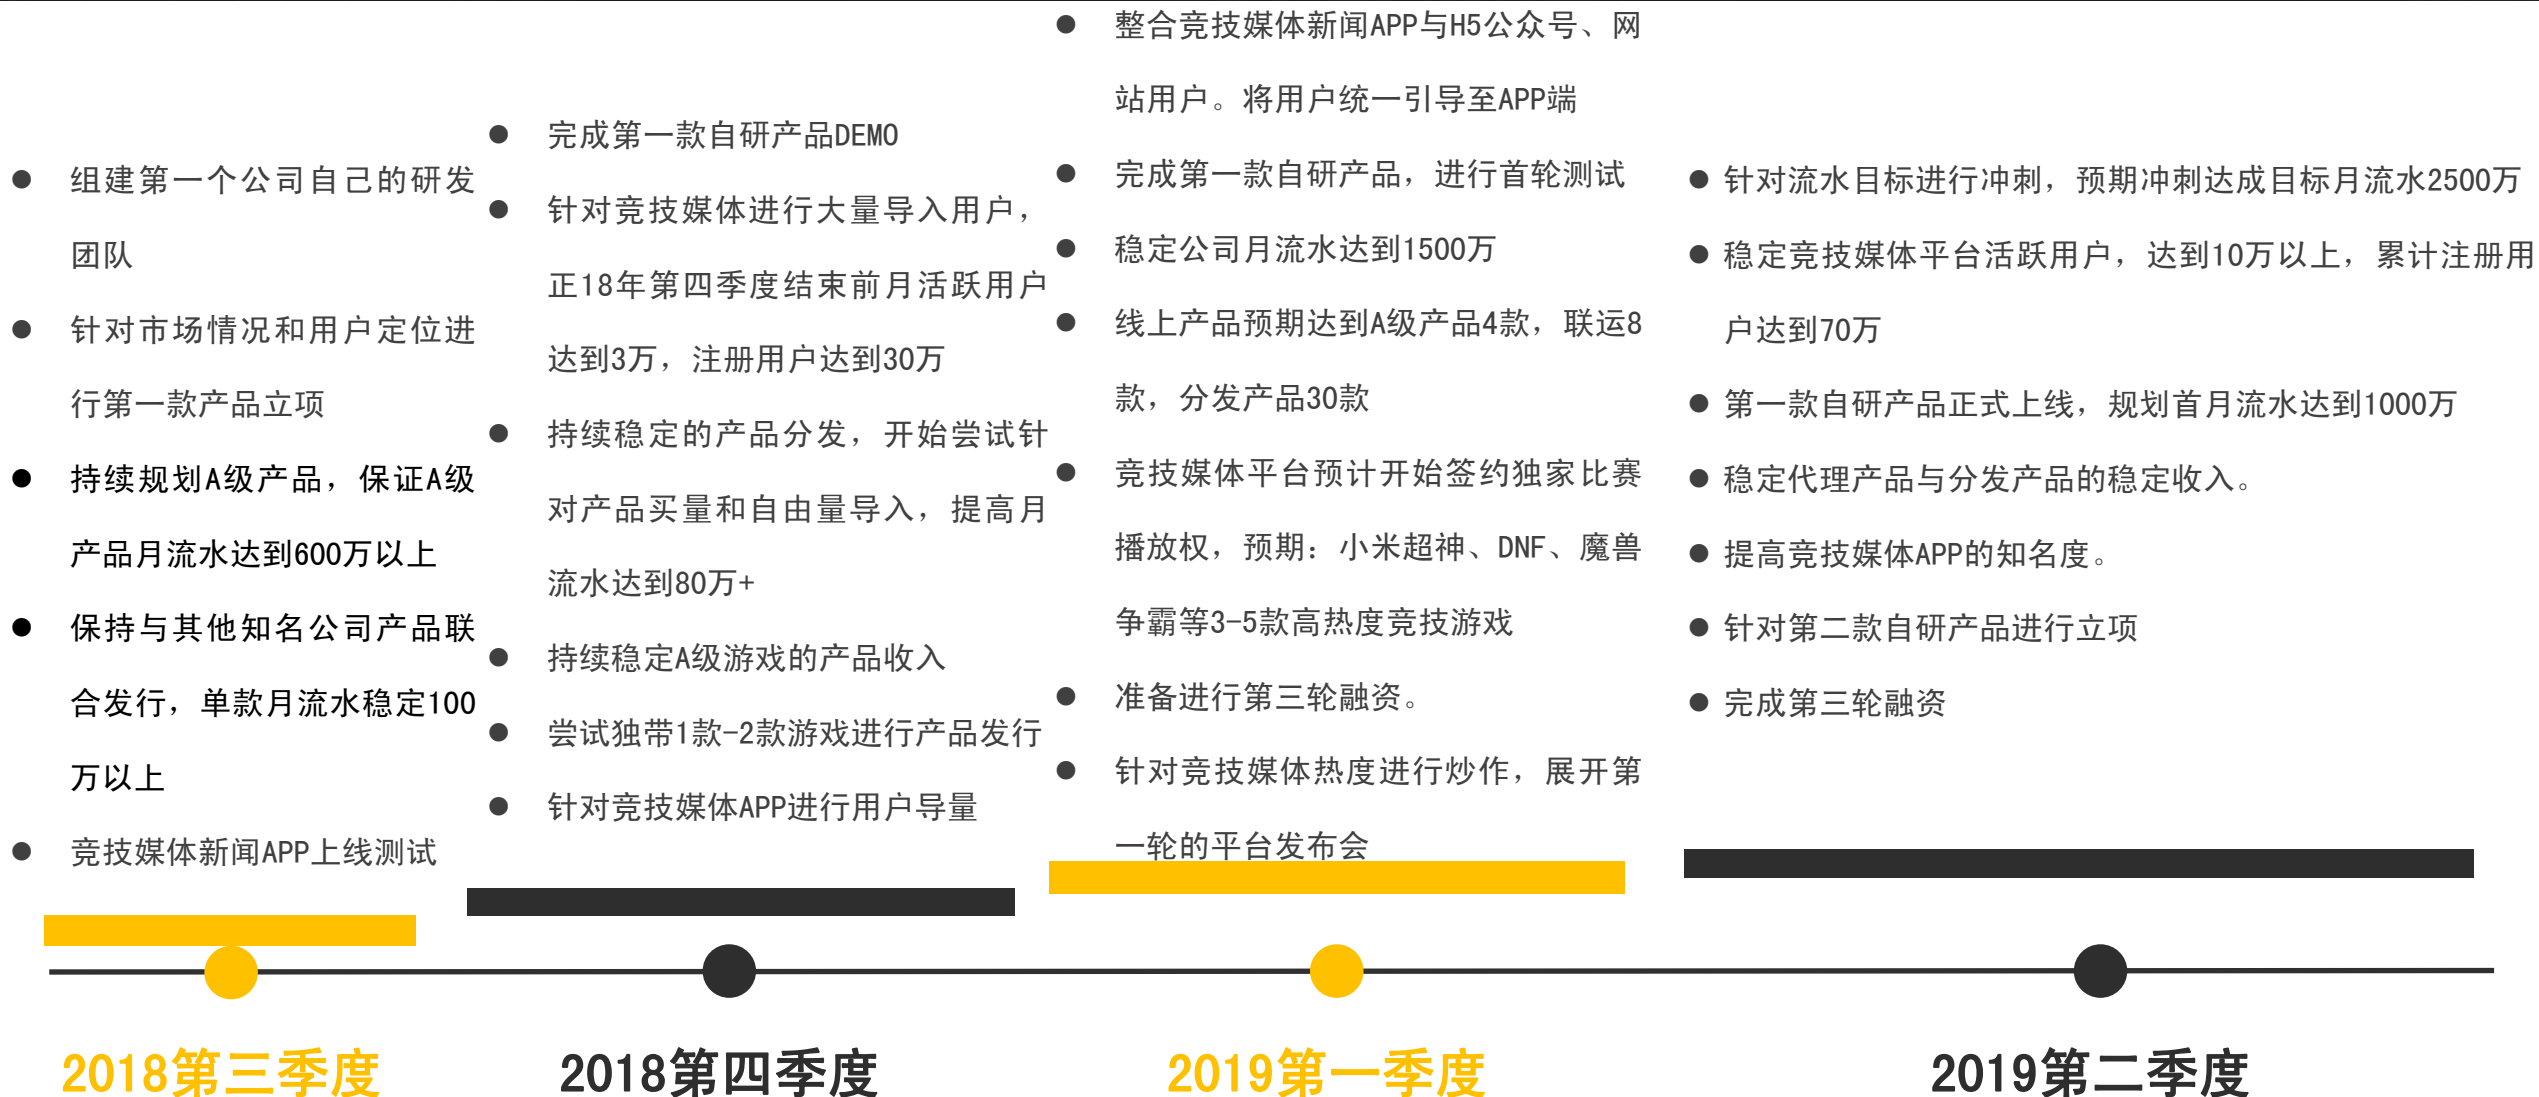 组建第一个公司自己的研发
团队
针对市场情况和用户定位进
行第一款产品立项
持续规划A级产品，保证A级
产品月流水达到600万以上
保持与其他知名公司产品联
合发行，单款月流水稳定100
万以上
竞技媒体新闻APP上线测试
2018第三季度
完成第一款自研产品DEMO
针对竞技媒体进行大量导入用户，
正18年第四季度结束前月活跃用户
达到3万，注册用户达到30万
持续稳定的产品分发，开始尝试针
对产品买量和自由量导入，提高月
流水达到80万+
持续稳定A级游戏的产品收入
尝试独带1款-2款游戏进行产品发行
针对竞技媒体APP进行用户导量
2018第四季度
整合竞技媒体新闻APP与H5公众号、网
站用户。将用户统一引导至APP端
完成第一款自研产品，进行首轮测试
稳定公司月流水达到1500万
线上产品预期达到A级产品4款，联运8
款，分发产品30款
竞技媒体平台预计开始签约独家比赛
播放权，预期：小米超神、DNF、魔兽
争霸等3-5款高热度竞技游戏
准备进行第三轮融资。
针对竞技媒体热度进行炒作，展开第
一轮的平台发布会
2019第一季度
针对流水目标进行冲刺，预期冲刺达成目标月流水2500万
稳定竞技媒体平台活跃用户，达到10万以上，累计注册用
户达到70万
第一款自研产品正式上线，规划首月流水达到1000万
稳定代理产品与分发产品的稳定收入。
提高竞技媒体APP的知名度。
针对第二款自研产品进行立项
完成第三轮融资
2019第二季度